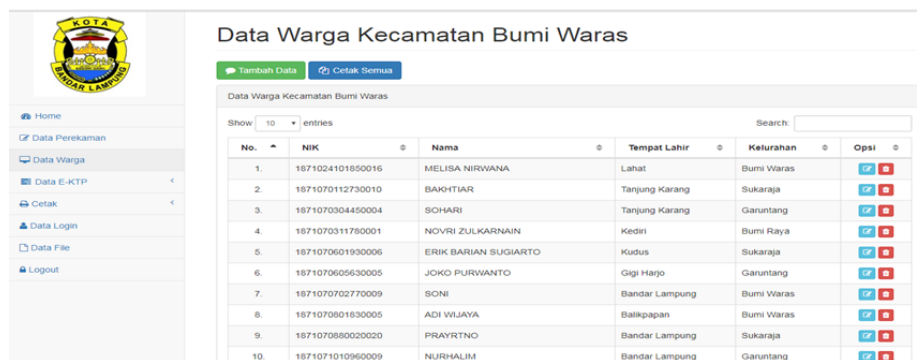 KOTA
BANDAR LAMPUNG
Home
Data Perekaman
Data Warga
Data E-KTP
Cetak
Data Login
Data File
Logout
Data Warga Kecamatan Bumi Waras
Tambah Data Cetak Semua
Data Warga Kecamatan Bumi Waras
Show 10 entries Search:
No. NIK Nama Tempat Lahir Kelurahan Opsi
1. 1871024101850016 MELISA NIRWANA Lahat Bumi Waras
2. 1871070112730010 BAKHTIAR Tanjung Karang Sukaraja
3. 1871070304450004 SOHARI Tanjung Karang Garuntang
4. 1871070311780001 NOVRI ZULKARNAIN Kediri Bumi Raya
5. 1871070601930006 ERIK BARIAN SUGIARTO Kudus Sukaraja
6. 1871070605630005 JOKO PURWANTO Gigi Harjo Garuntang
7. 1871070702770009 SONI Bandar Lampung Bumi Waras
8. 1871070801830005 ADI WIJAYA Balikpapan Bumi Waras
9. 1871070880020020 PRAYRTNO Bandar Lampung Sukaraja
10. 1871071010960009 NURHALIM Bandar Lampung Garuntang